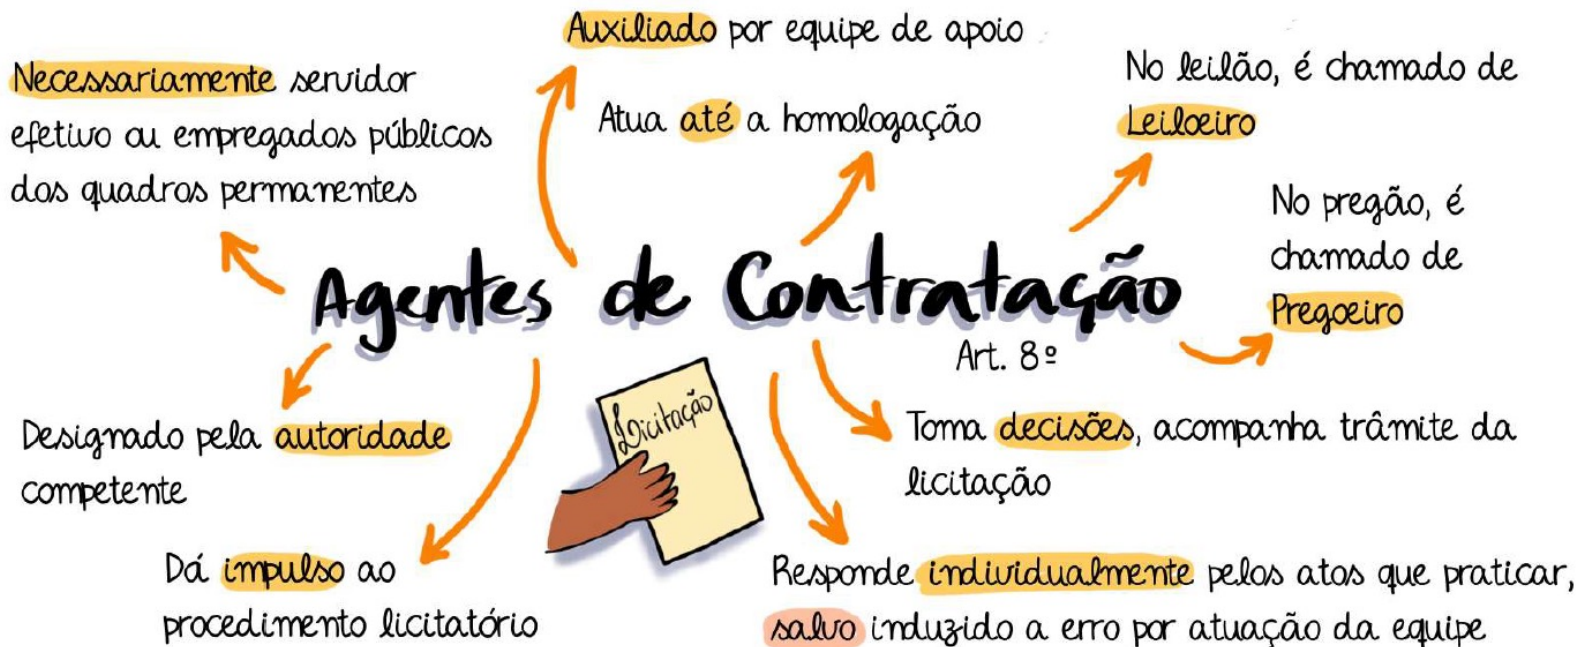 Auxiliado por equipe de apoio
Necessariamente servidor
efetivo ou empregados públicos
dos quadros permanentes
Atua até a homologação
No leilão, é chamado de
Leiloeiro
No pregão, é
chamado de
Pregoeiro
Agentes de Contratação
Art. 8º
Licitação
Designado pela autoridade
competente
Toma decisões, acompanha trâmite da
licitação
Dá impulso ao
procedimento licitatório
Responde individualmente pelos atos que praticar,
salvo induzido a erro por atuação da equipe